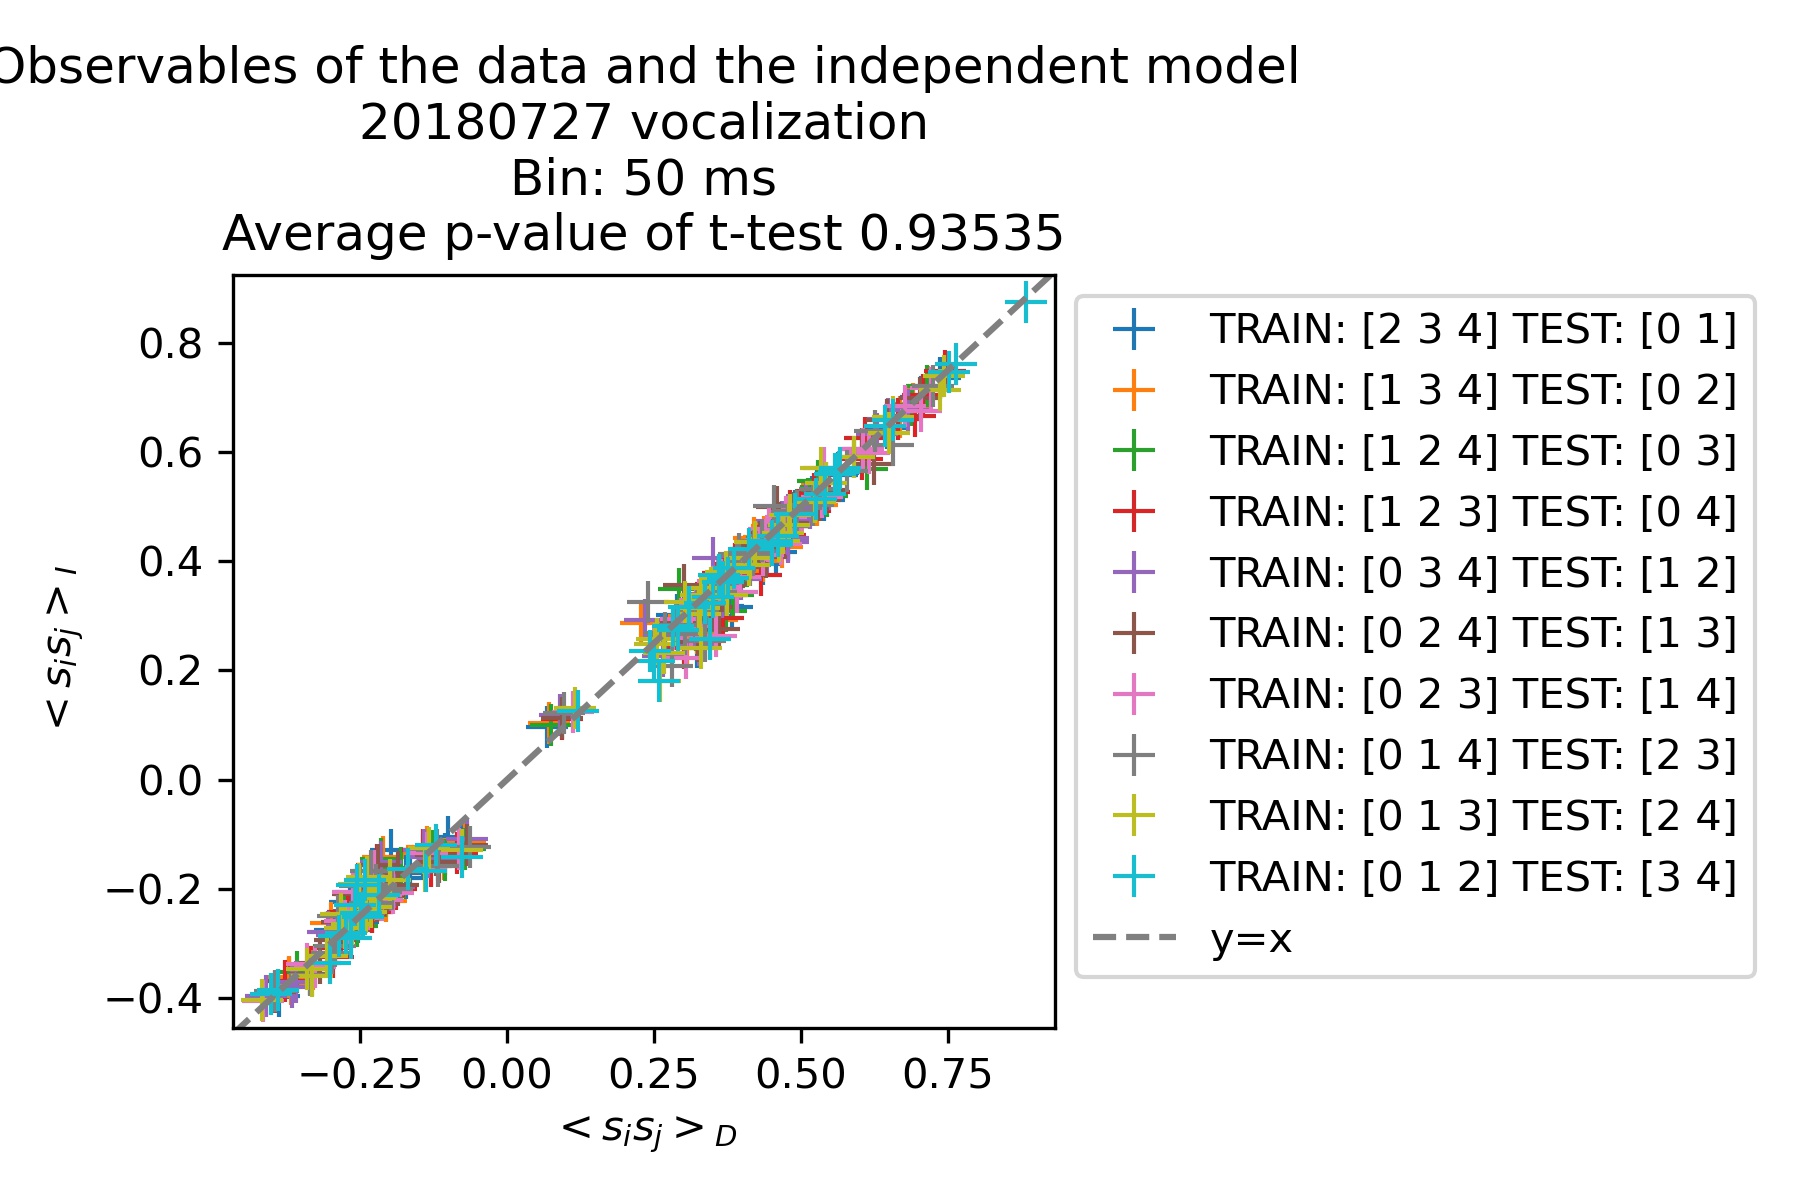 Observables of the data and the independent model
20180727 vocalization
Bin: 50 ms
Average p-value of t-test 0.93535
0.8
0.6
0.4
0.2
0.0
−0.2
−0.4
< s_i s_j >_I
−0.25 0.00 0.25 0.50 0.75
< s_i s_j >_D
TRAIN: [2 3 4] TEST: [0 1]
TRAIN: [1 3 4] TEST: [0 2]
TRAIN: [1 2 4] TEST: [0 3]
TRAIN: [1 2 3] TEST: [0 4]
TRAIN: [0 3 4] TEST: [1 2]
TRAIN: [0 2 4] TEST: [1 3]
TRAIN: [0 2 3] TEST: [1 4]
TRAIN: [0 1 4] TEST: [2 3]
TRAIN: [0 1 3] TEST: [2 4]
TRAIN: [0 1 2] TEST: [3 4]
y=x